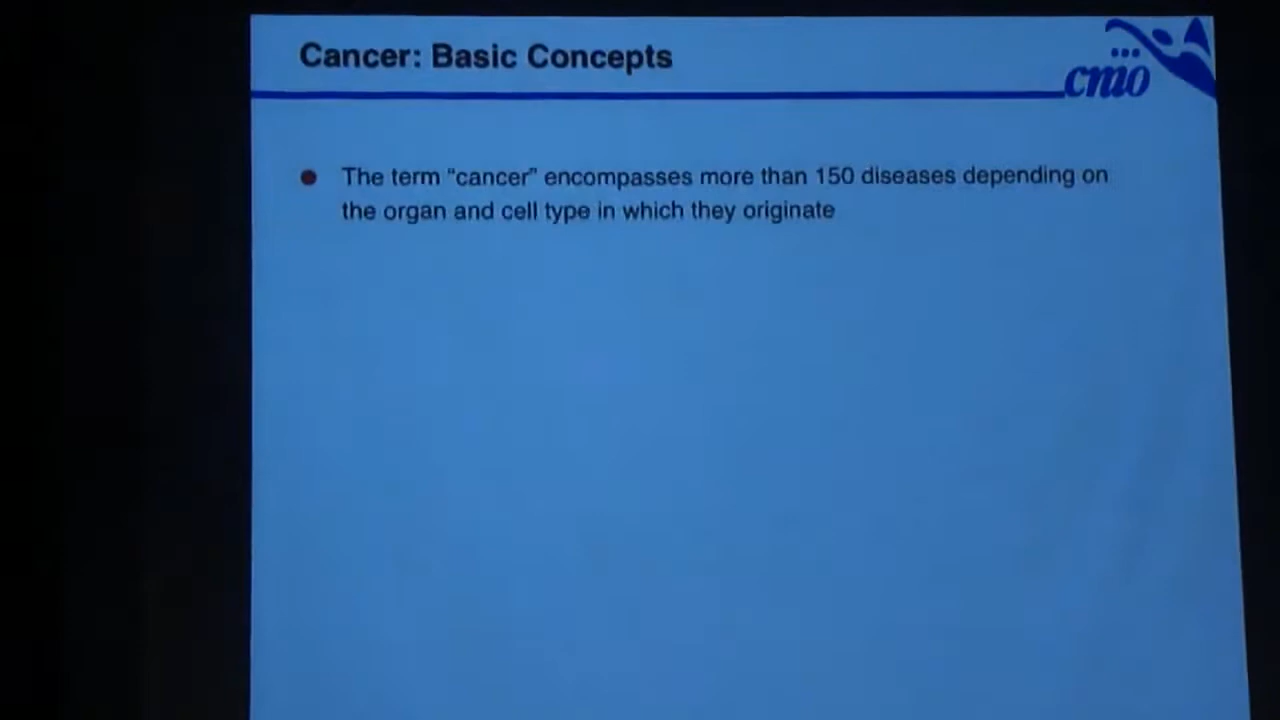 Cancer: Basic Concepts
cmo
The term “cancer” encompasses more than 150 diseases depending on
the organ and cell type in which they originate